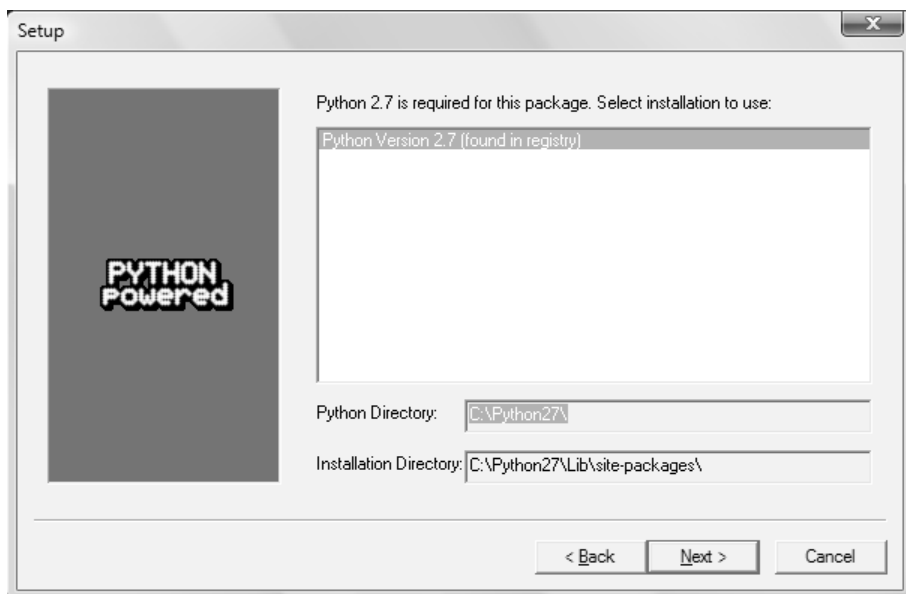 Setup
X
Python 2.7 is required for this package. Select installation to use:
Python Version 2.7 (found in registry)
PYTHON
Powered
Python Directory: C:\Python27\
Installation Directory: C:\Python27\Lib\site-packages\
< Back Next > Cancel